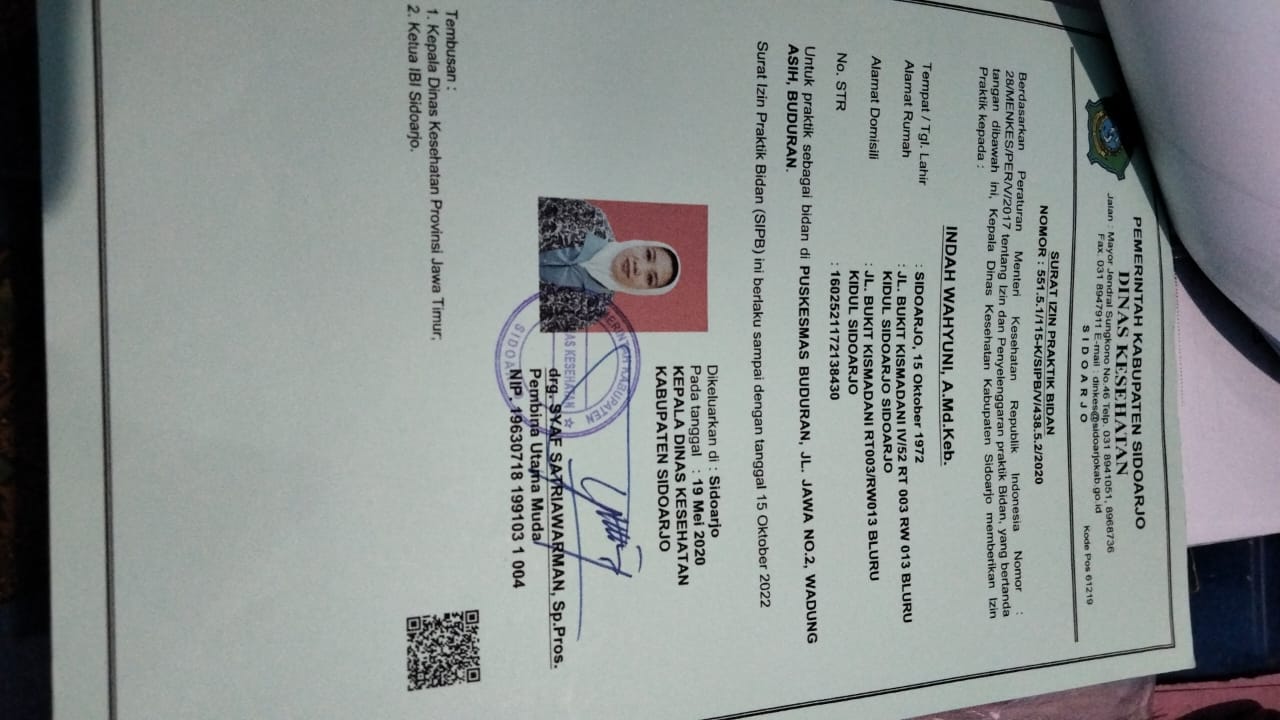 PEMERINTAH KABUPATEN SIDOARJO
DINAS KESEHATAN
Jalan : Mayor Jendral Sungkono No.46 Telp. 031 8941051, 8968736
Fax. 031 8947911 E-mail : dinkes@sidoarjokab.go.id
S I D O A R J O
Kode Pos 61219
SURAT IZIN PRAKTIK BIDAN
NOMOR : 551.5.1/115-K/SIPB/V/438.5.2/2020
Berdasarkan Peraturan Menteri Kesehatan Republik Indonesia Nomor :
28/MENKES/PER/V/2017 tentang Izin dan Penyelenggaran praktik Bidan, yang bertanda
tangan dibawah ini, Kepala Dinas Kesehatan Kabupaten Sidoarjo memberikan Izin
Praktik kepada :
INDAH WAHYUNI, A.Md.Keb.
Tempat / Tgl. Lahir : SIDOARJO, 15 Oktober 1972
Alamat Rumah : JL. BUKIT KISMADANI IV/52 RT 003 RW 013 BLURU
KIDUL SIDOARJO SIDOARJO
Alamat Domisili : JL. BUKIT KISMADANI RT003/RW013 BLURU
KIDUL SIDOARJO
No. STR : 1602521172138430
Untuk praktik sebagai bidan di PUSKESMAS BUDURAN, JL. JAWA NO.2, WADUNG
ASIH, BUDURAN.
Surat Izin Praktik Bidan (SIPB) ini berlaku sampai dengan tanggal 15 Oktober 2022
Dikeluarkan di : Sidoarjo
Pada tanggal : 19 Mei 2020
KEPALA DINAS KESEHATAN
KABUPATEN SIDOARJO
drg. SYAF SATRIAWARMAN, Sp.Pros.
Pembina Utama Muda
NIP. 19630718 199103 1 004
Tembusan :
1. Kepala Dinas Kesehatan Provinsi Jawa Timur,
2. Ketua IBI Sidoarjo.